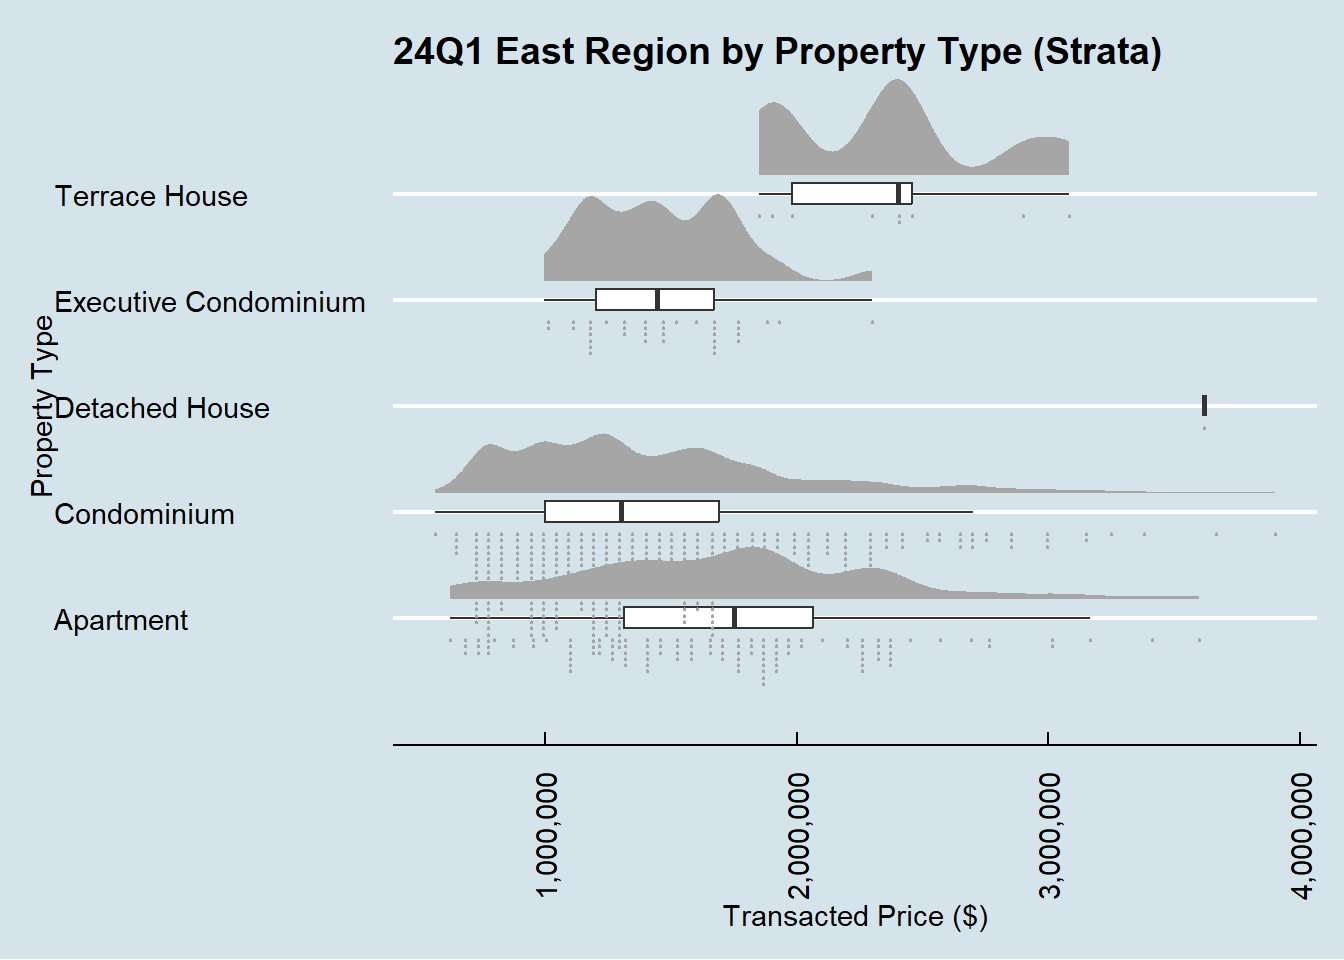 24Q1 East Region by Property Type (Strata)
Property Type
Terrace House
Executive Condominium
Detached House
Condominium
Apartment
1,000,000
2,000,000
3,000,000
4,000,000
Transacted Price ($)